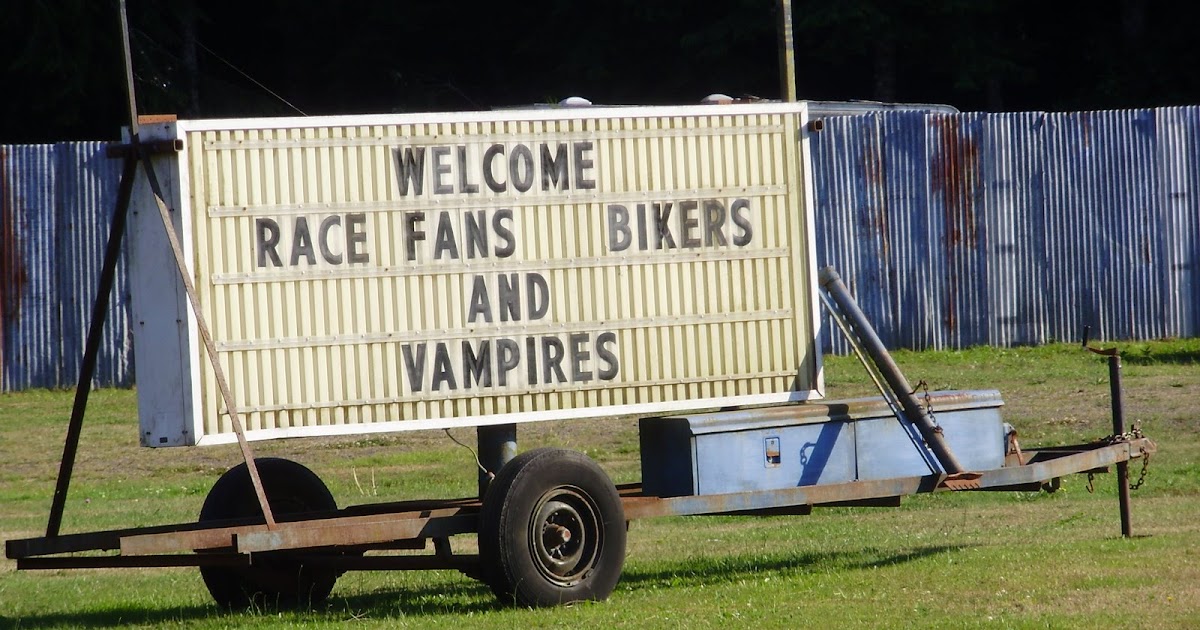 WELCOME
RACE FANS BIKERS
AND
VAMPIRES